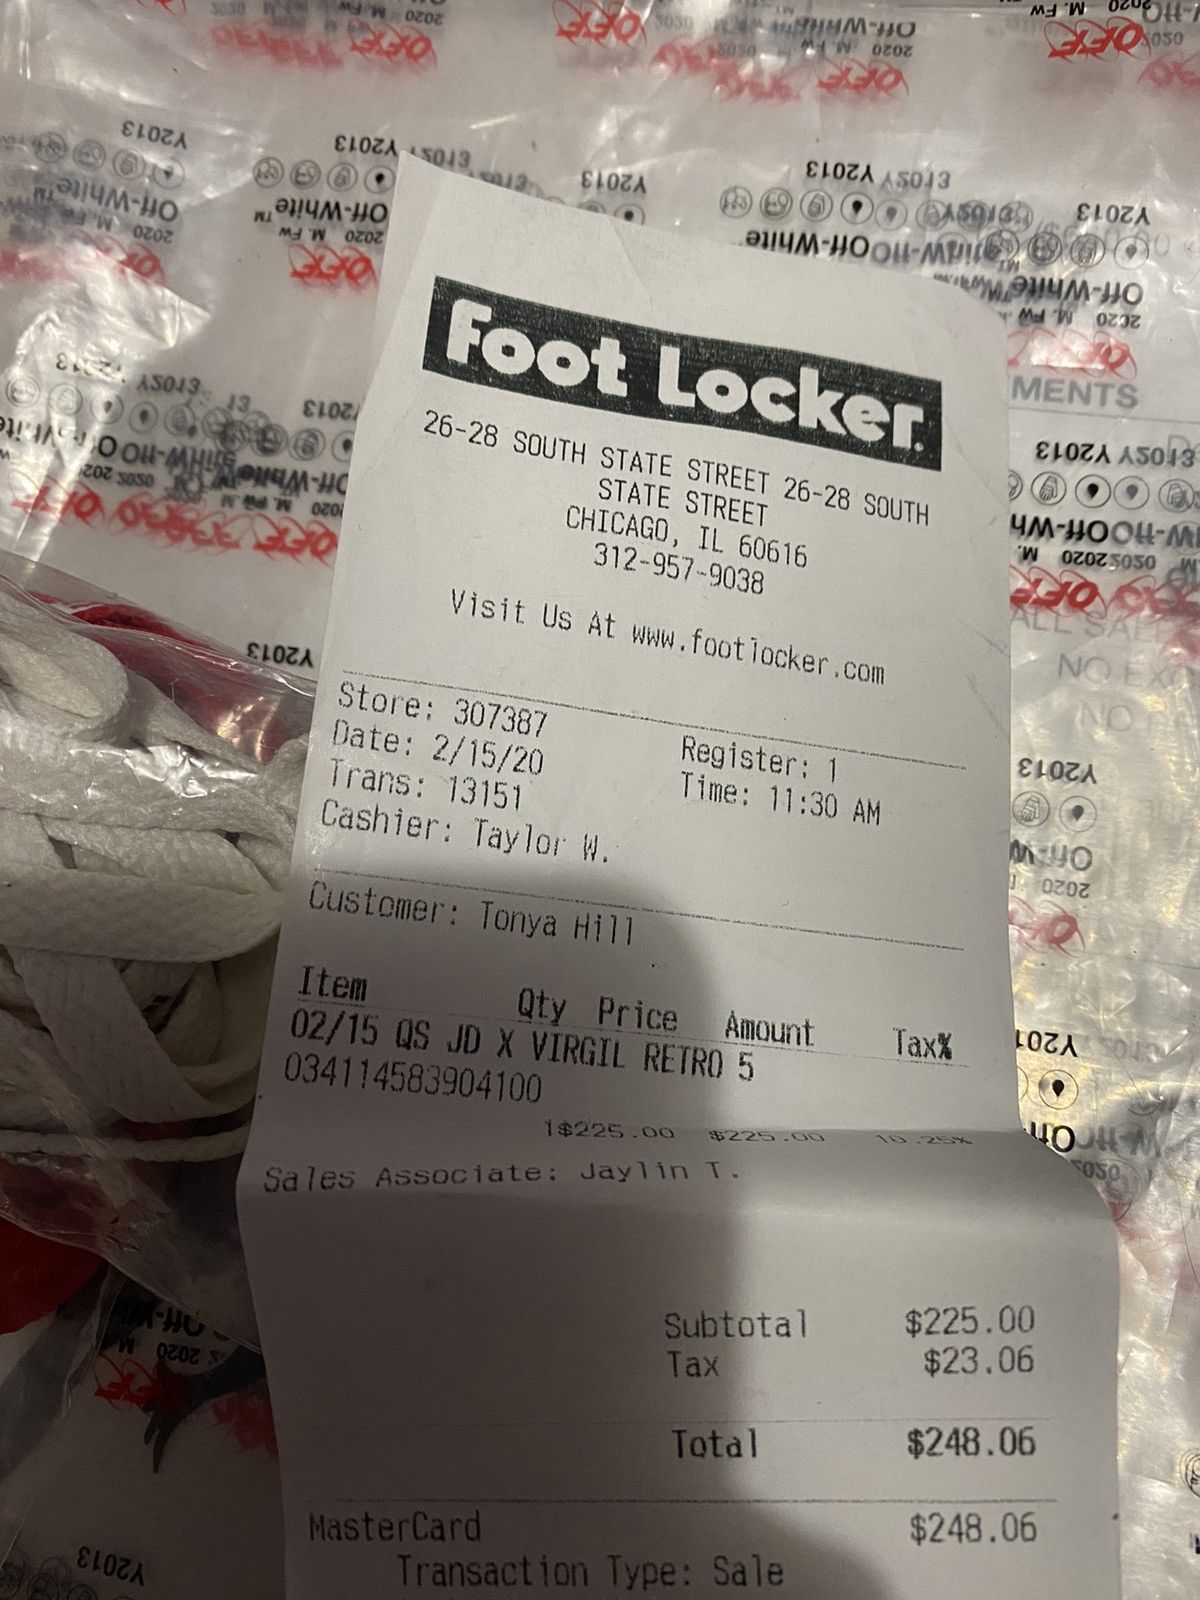 Foot Locker
26-28 SOUTH STATE STREET 26-28 SOUTH
STATE STREET
CHICAGO, IL 60616
312-957-9038
Visit Us At www.footlocker.com
Store: 307387
Register: 1
Date: 2/15/20
Time: 11:30 AM
Trans: 13151
Cashier: Taylor W.
Customer: Tonya Hill
Item Qty Price Amount Tax%
02/15 QS JD X VIRGIL RETRO 5
034114583904100
1$225.00 $225.00 10.25%
Sales Associate: Jaylin T.
Subtotal $225.00
Tax $23.06
Total $248.06
MasterCard $248.06
Transaction Type: Sale
Y2013
Off-White™
2020 M. Fw
OFF
MENTS